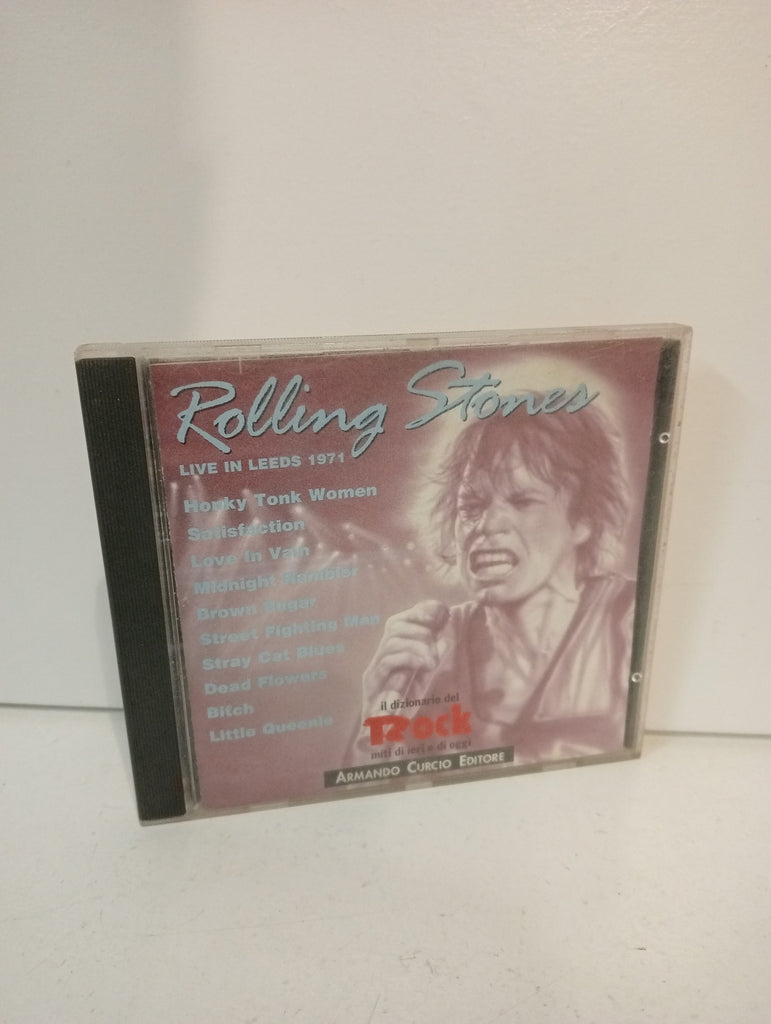 Rolling Stones
LIVE IN LEEDS 1971
Honky Tonk Women
Satisfaction
Love In Vain
Midnight Rambler
Brown Sugar
Street Fighting Man
Stray Cat Blues
Dead Flowers
Bitch
Little Queenie
il dizionario del
Rock
miti di ieri e di oggi
ARMANDO CURCIO EDITORE